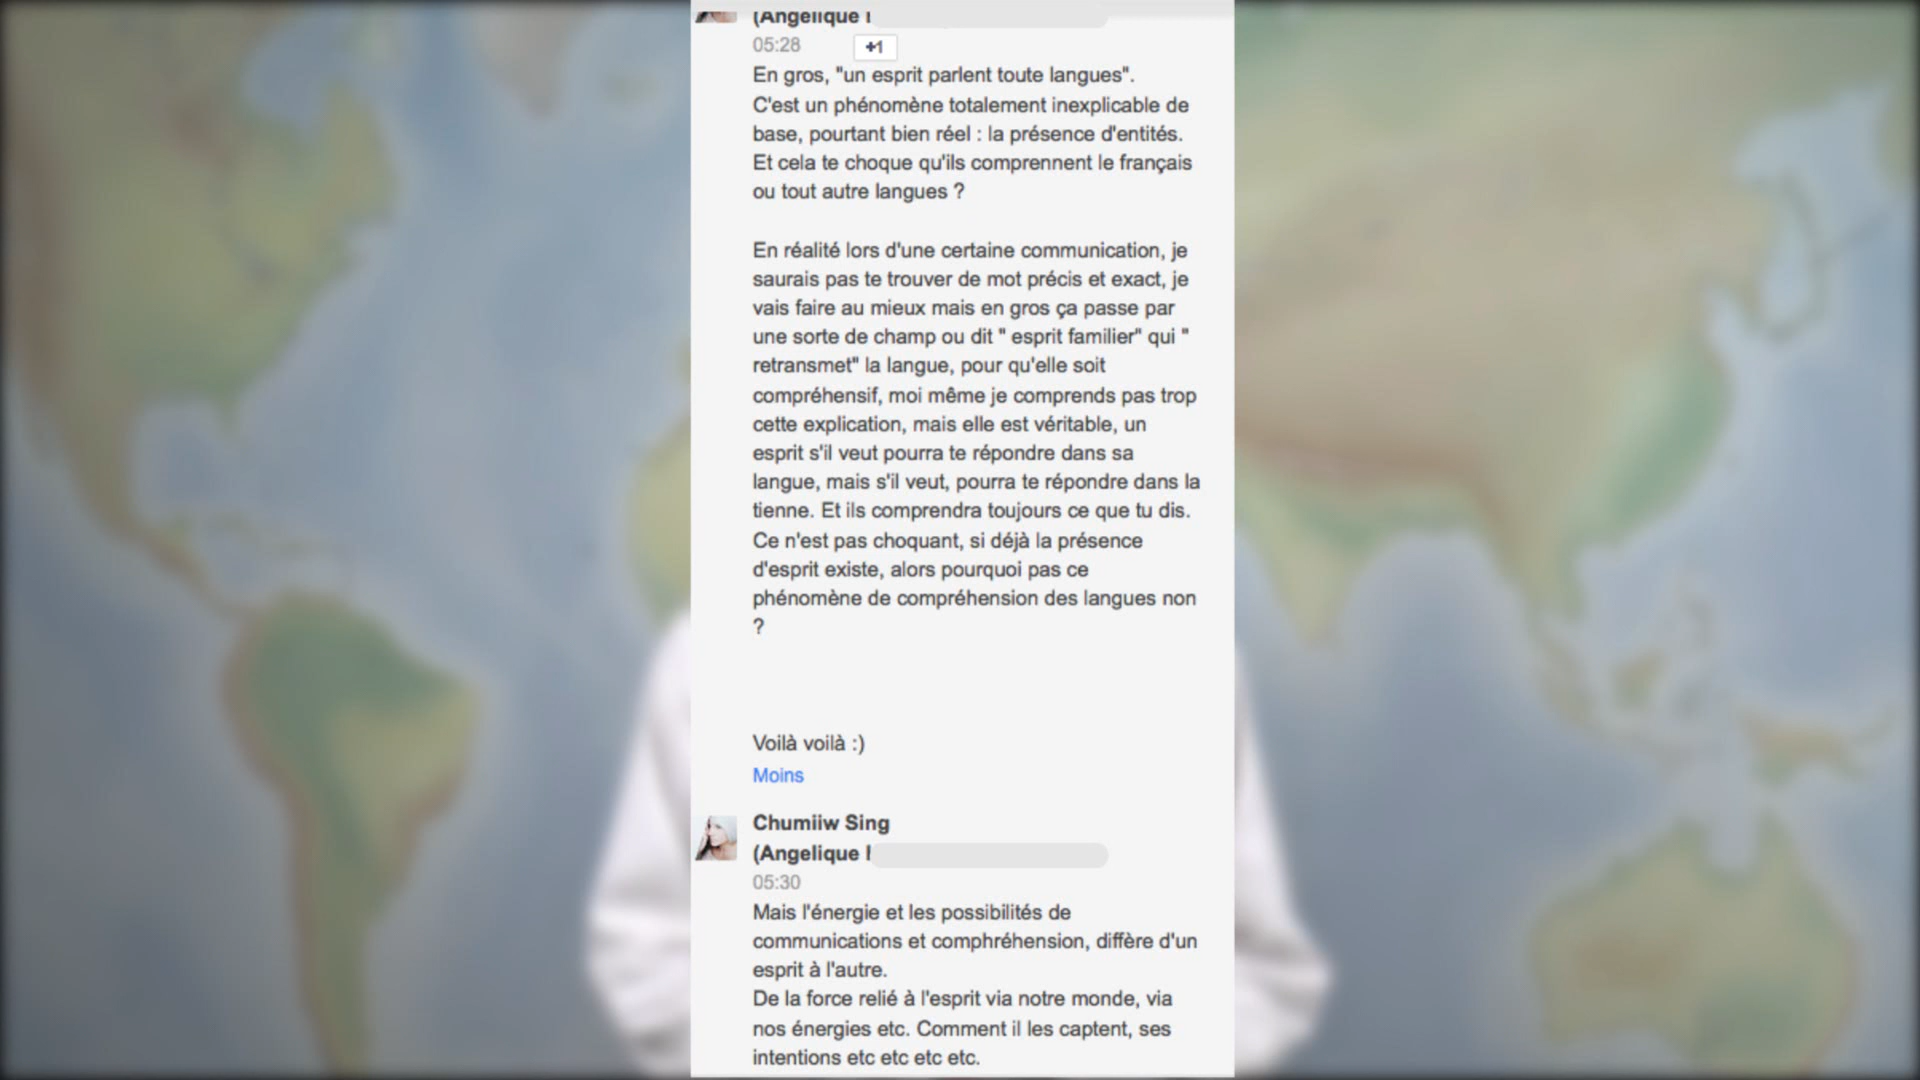 (Angelique
05:28
+1
En gros, "un esprit parlent toute langues".
C'est un phénomène totalement inexplicable de
base, pourtant bien réel : la présence d'entités.
Et cela te choque qu'ils comprennent le français
ou tout autre langues ?
En réalité lors d'une certaine communication, je
saurais pas te trouver de mot précis et exact, je
vais faire au mieux mais en gros ça passe par
une sorte de champ ou dit " esprit familier" qui "
retransmet" la langue, pour qu'elle soit
compréhensif, moi même je comprends pas trop
cette explication, mais elle est véritable, un
esprit s'il veut pourra te répondre dans sa
langue, mais s'il veut, pourra te répondre dans la
tienne. Et ils comprendra toujours ce que tu dis.
Ce n'est pas choquant, si déjà la présence
d'esprit existe, alors pourquoi pas ce
phénomène de compréhension des langues non
?
Voilà voilà :)
Moins
Chumiiw Sing
(Angelique
05:30
Mais l'énergie et les possibilités de
communications et comphréhension, diffère d'un
esprit à l'autre.
De la force relié à l'esprit via notre monde, via
nos énergies etc. Comment il les captent, ses
intentions etc etc etc etc.